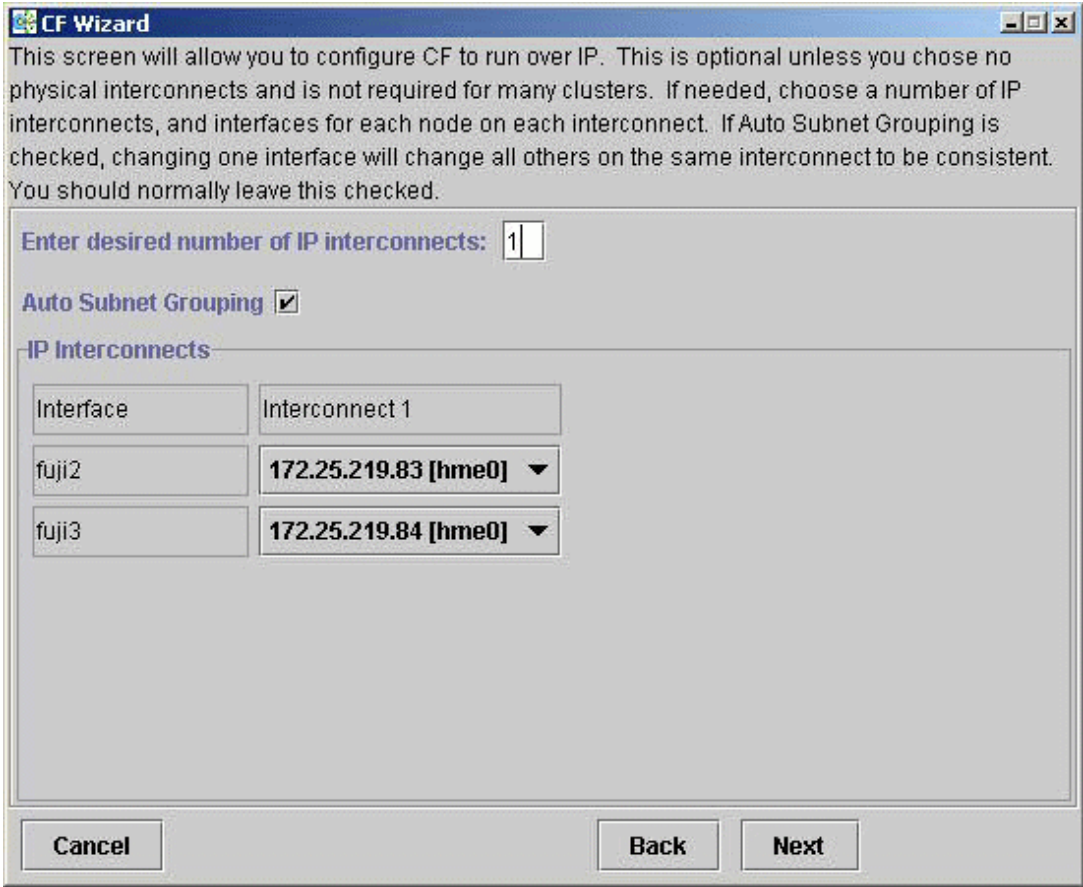 CF Wizard
This screen will allow you to configure CF to run over IP. This is optional unless you chose no
physical interconnects and is not required for many clusters. If needed, choose a number of IP
interconnects, and interfaces for each node on each interconnect. If Auto Subnet Grouping is
checked, changing one interface will change all others on the same interconnect to be consistent.
You should normally leave this checked.
Enter desired number of IP interconnects: 1
Auto Subnet Grouping
IP Interconnects
Interface Interconnect 1
fuji2 172.25.219.83 [hme0]
fuji3 172.25.219.84 [hme0]
Cancel Back Next